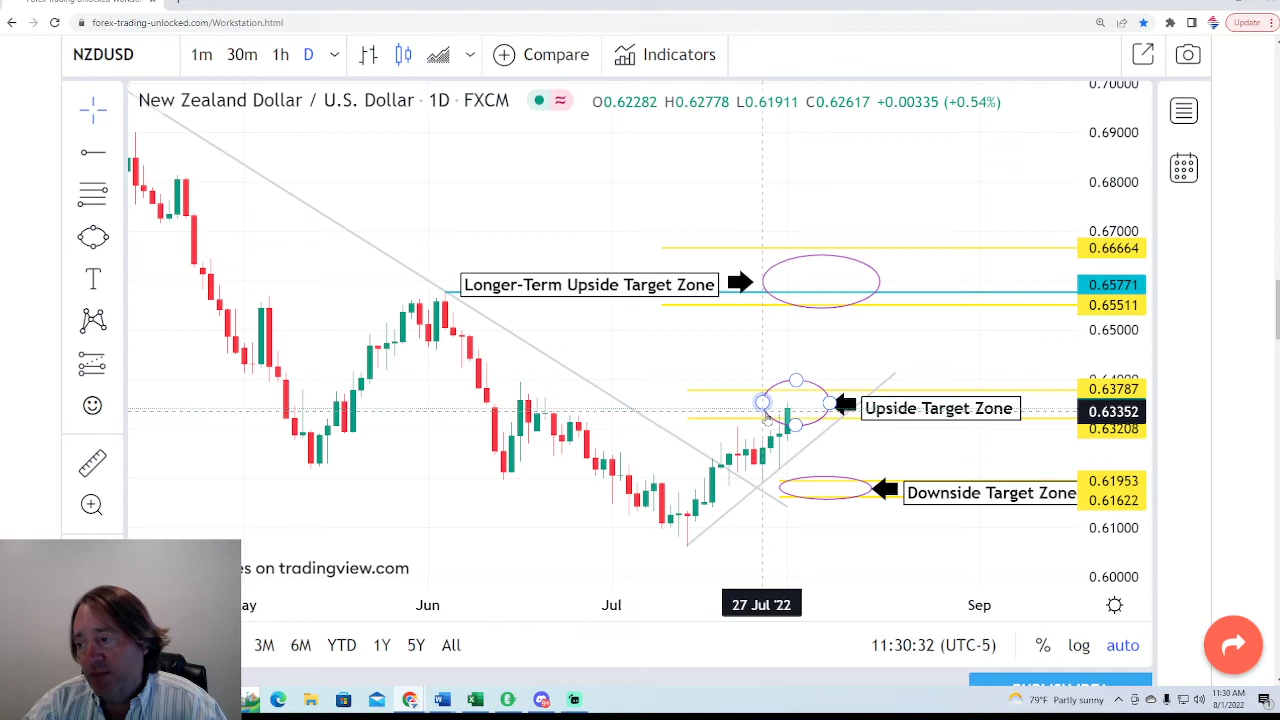 forex-trading-unlocked.com/Workstation.html
Update
NZDUSD
1m 30m 1h D
Compare
Indicators
New Zealand Dollar / U.S. Dollar · 1D · FXCM
O0.62282 H0.62778 L0.61911 C0.62617 +0.00335 (+0.54%)
0.70000
0.69000
0.68000
0.67000
0.66664
Longer-Term Upside Target Zone
0.65771
0.65511
0.65000
0.63787
Upside Target Zone
0.63352
0.63208
0.61953
Downside Target Zone
0.61622
0.61000
es on tradingview.com
0.60000
ay Jun Jul 27 Jul '22 Sep
3M 6M YTD 1Y 5Y All
11:30:32 (UTC-5)
% log auto
79°F Partly sunny
11:30 AM
8/1/2022